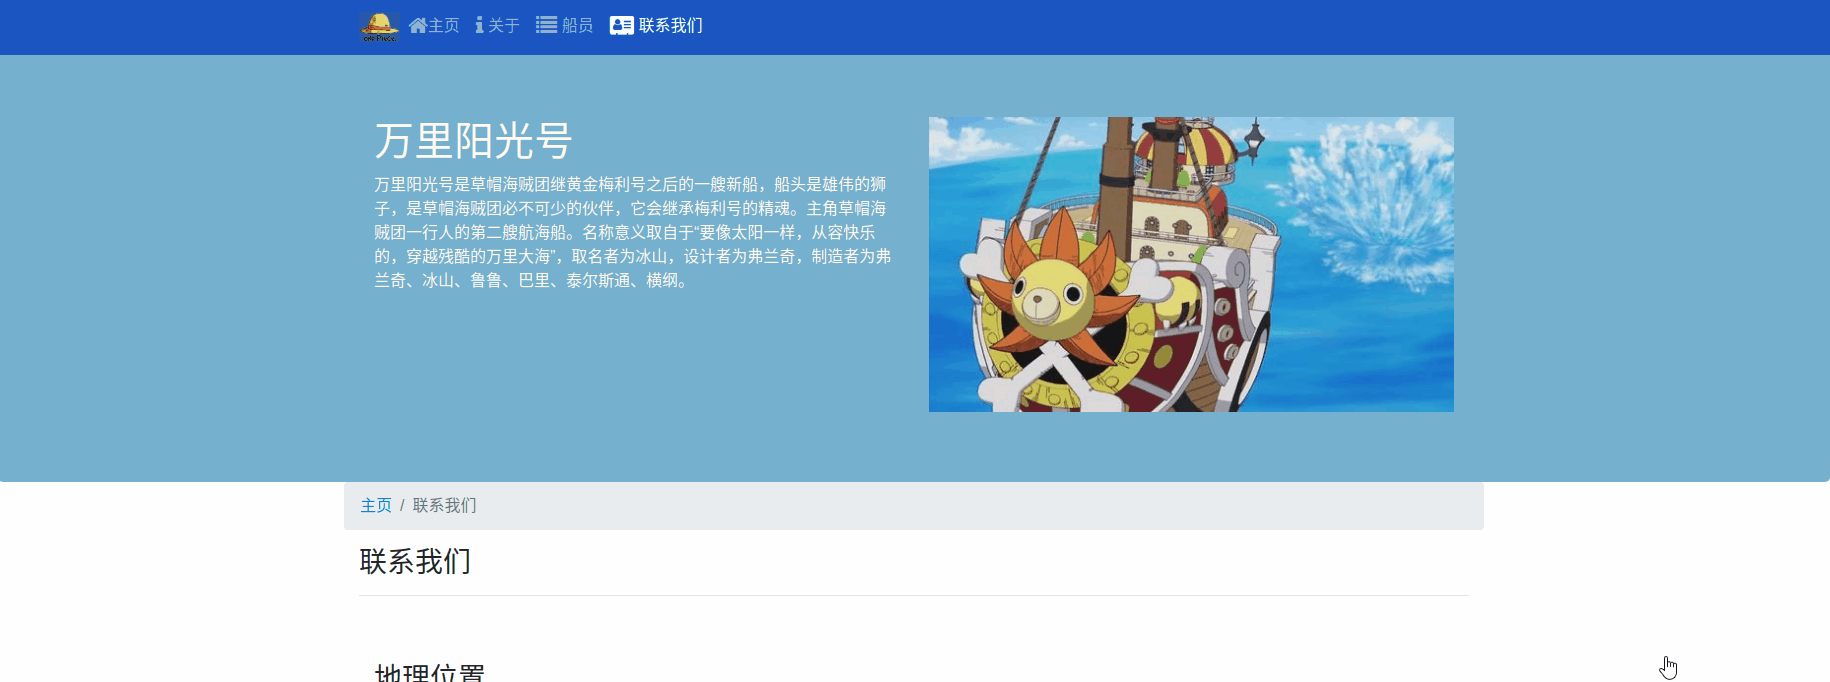 主页 关于 船员 联系我们
万里阳光号
万里阳光号是草帽海贼团继黄金梅利号之后的一艘新船，船头是雄伟的狮
子，是草帽海贼团必不可少的伙伴，它会继承梅利号的精魂。主角草帽海
贼团一行人的第二艘航海船。名称意义取自于“要像太阳一样，从容快乐
的，穿越残酷的万里大海”，取名者为冰山，设计者为弗兰奇，制造者为弗
兰奇、冰山、鲁鲁、巴里、泰尔斯通、横纲。
主页 / 联系我们
联系我们
地理位置